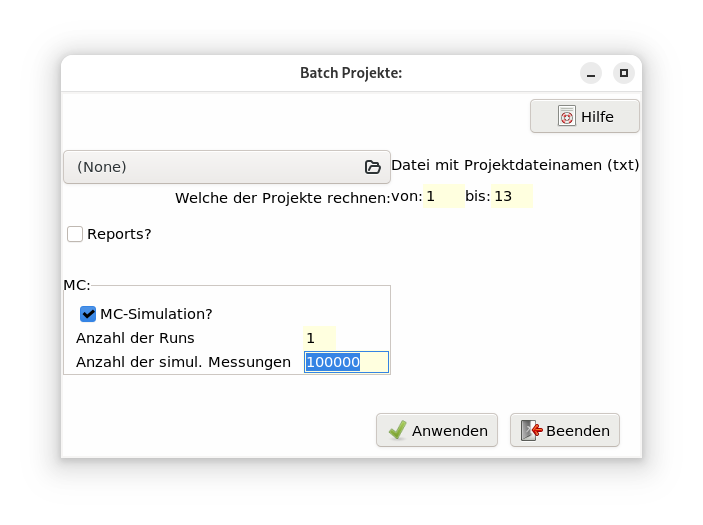 Batch Projekte:
Hilfe
(None) Datei mit Projektdateinamen (txt)
Welche der Projekte rechnen: von: 1 bis: 13
Reports?
MC:
MC-Simulation?
Anzahl der Runs 1
Anzahl der simul. Messungen 100000
Anwenden Beenden